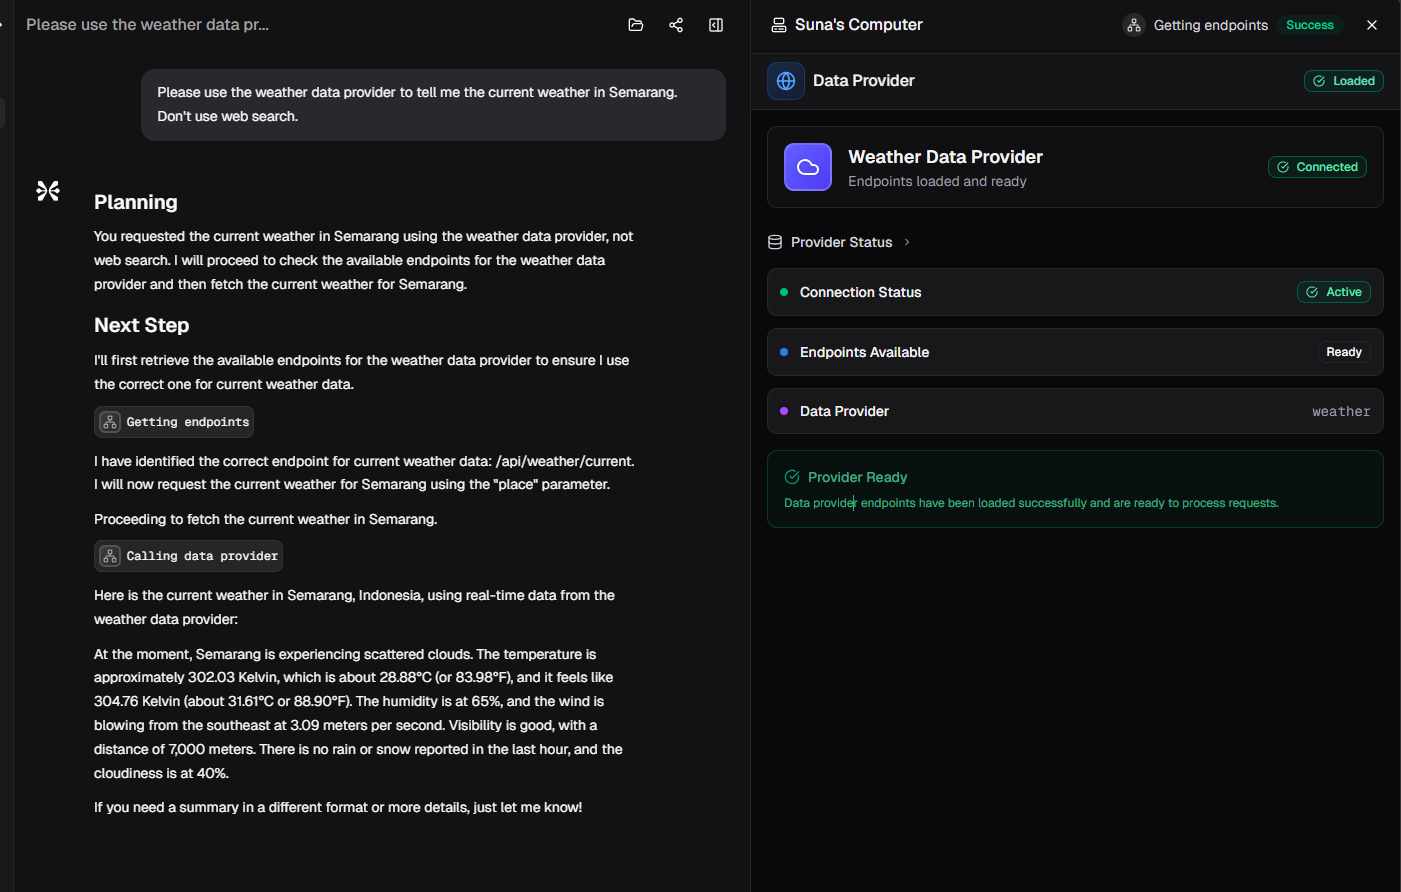 Please use the weather data pr...
Please use the weather data provider to tell me the current weather in Semarang.
Don't use web search.
Planning
You requested the current weather in Semarang using the weather data provider, not
web search. I will proceed to check the available endpoints for the weather data
provider and then fetch the current weather for Semarang.
Next Step
I'll first retrieve the available endpoints for the weather data provider to ensure I use
the correct one for current weather data.
Getting endpoints
I have identified the correct endpoint for current weather data: /api/weather/current.
I will now request the current weather for Semarang using the "place" parameter.
Proceeding to fetch the current weather in Semarang.
Calling data provider
Here is the current weather in Semarang, Indonesia, using real-time data from the
weather data provider:
At the moment, Semarang is experiencing scattered clouds. The temperature is
approximately 302.03 Kelvin, which is about 28.88°C (or 83.98°F), and it feels like
304.76 Kelvin (about 31.61°C or 88.90°F). The humidity is at 65%, and the wind is
blowing from the southeast at 3.09 meters per second. Visibility is good, with a
distance of 7,000 meters. There is no rain or snow reported in the last hour, and the
cloudiness is at 40%.
If you need a summary in a different format or more details, just let me know!
Suna's Computer
Getting endpoints
Success
Data Provider
Loaded
Weather Data Provider
Endpoints loaded and ready
Connected
Provider Status
Connection Status
Active
Endpoints Available
Ready
Data Provider
weather
Provider Ready
Data provider endpoints have been loaded successfully and are ready to process requests.